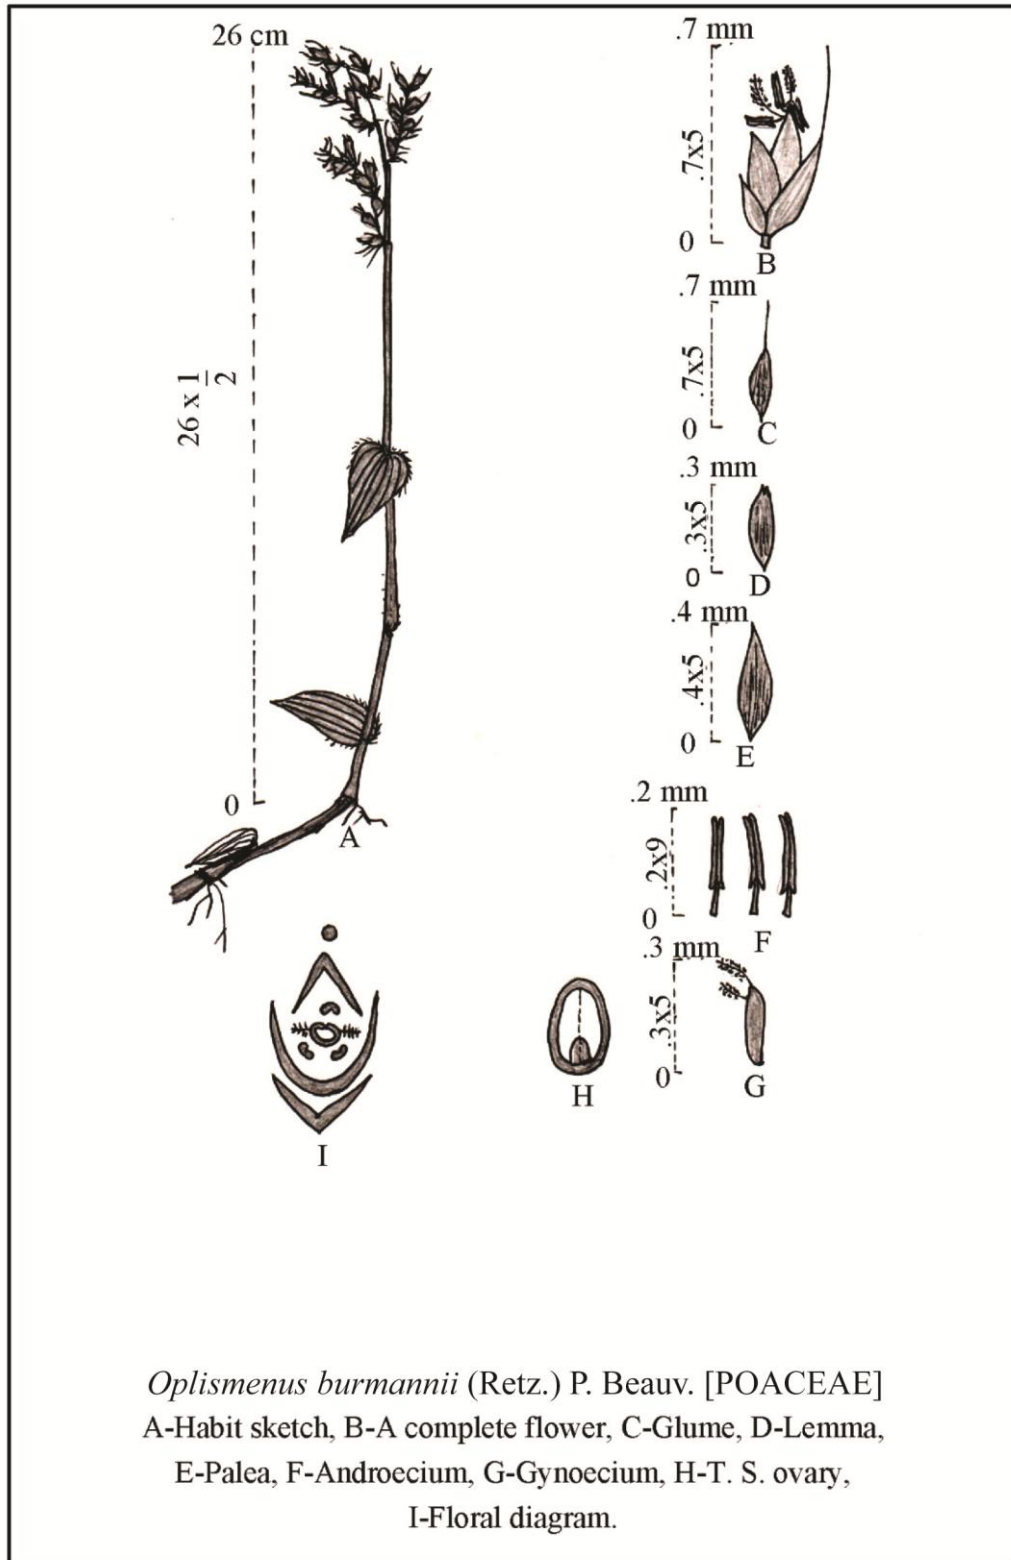 26 cm
26 x 1/2
0
A
.7 mm
.7x5
0
B
.7 mm
.7x5
0
C
.3 mm
.3x5
0
D
.4 mm
.4x5
0
E
.2 mm
.2x9
0
F
.3 mm
.3x5
0
G
H
I
Oplismenus burmannii (Retz.) P. Beauv. [POACEAE]
A-Habit sketch, B-A complete flower, C-Glume, D-Lemma,
E-Palea, F-Androecium, G-Gynoecium, H-T. S. ovary,
I-Floral diagram.